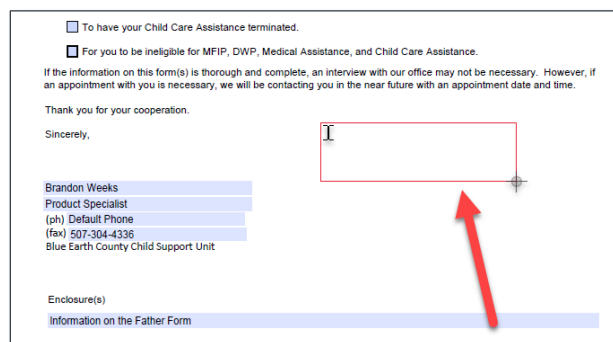 To have your Child Care Assistance terminated.
For you to be ineligible for MFIP, DWP, Medical Assistance, and Child Care Assistance.
If the information on this form(s) is thorough and complete, an interview with our office may not be necessary.  However, if
an appointment with you is necessary, we will be contacting you in the near future with an appointment date and time.
Thank you for your cooperation.
Sincerely,
Brandon Weeks
Product Specialist
(ph) Default Phone
(fax) 507-304-4336
Blue Earth County Child Support Unit
Enclosure(s)
Information on the Father Form